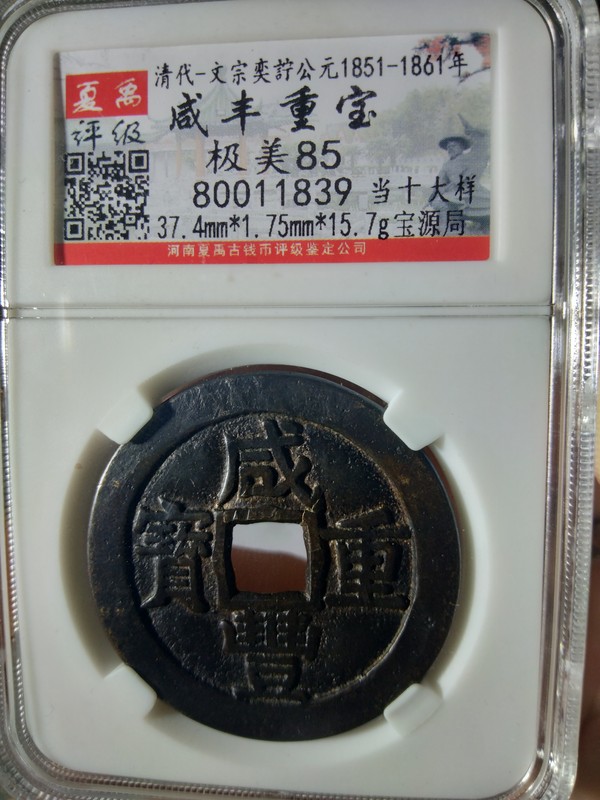 清代-文宗奕詝公元1851-1861年
夏禹
评级
咸丰重宝
极美85
80011839 当十大样
37.4mm*1.75mm*15.7g宝源局
河南夏禹古钱币评级鉴定公司
咸
豐
重
寶